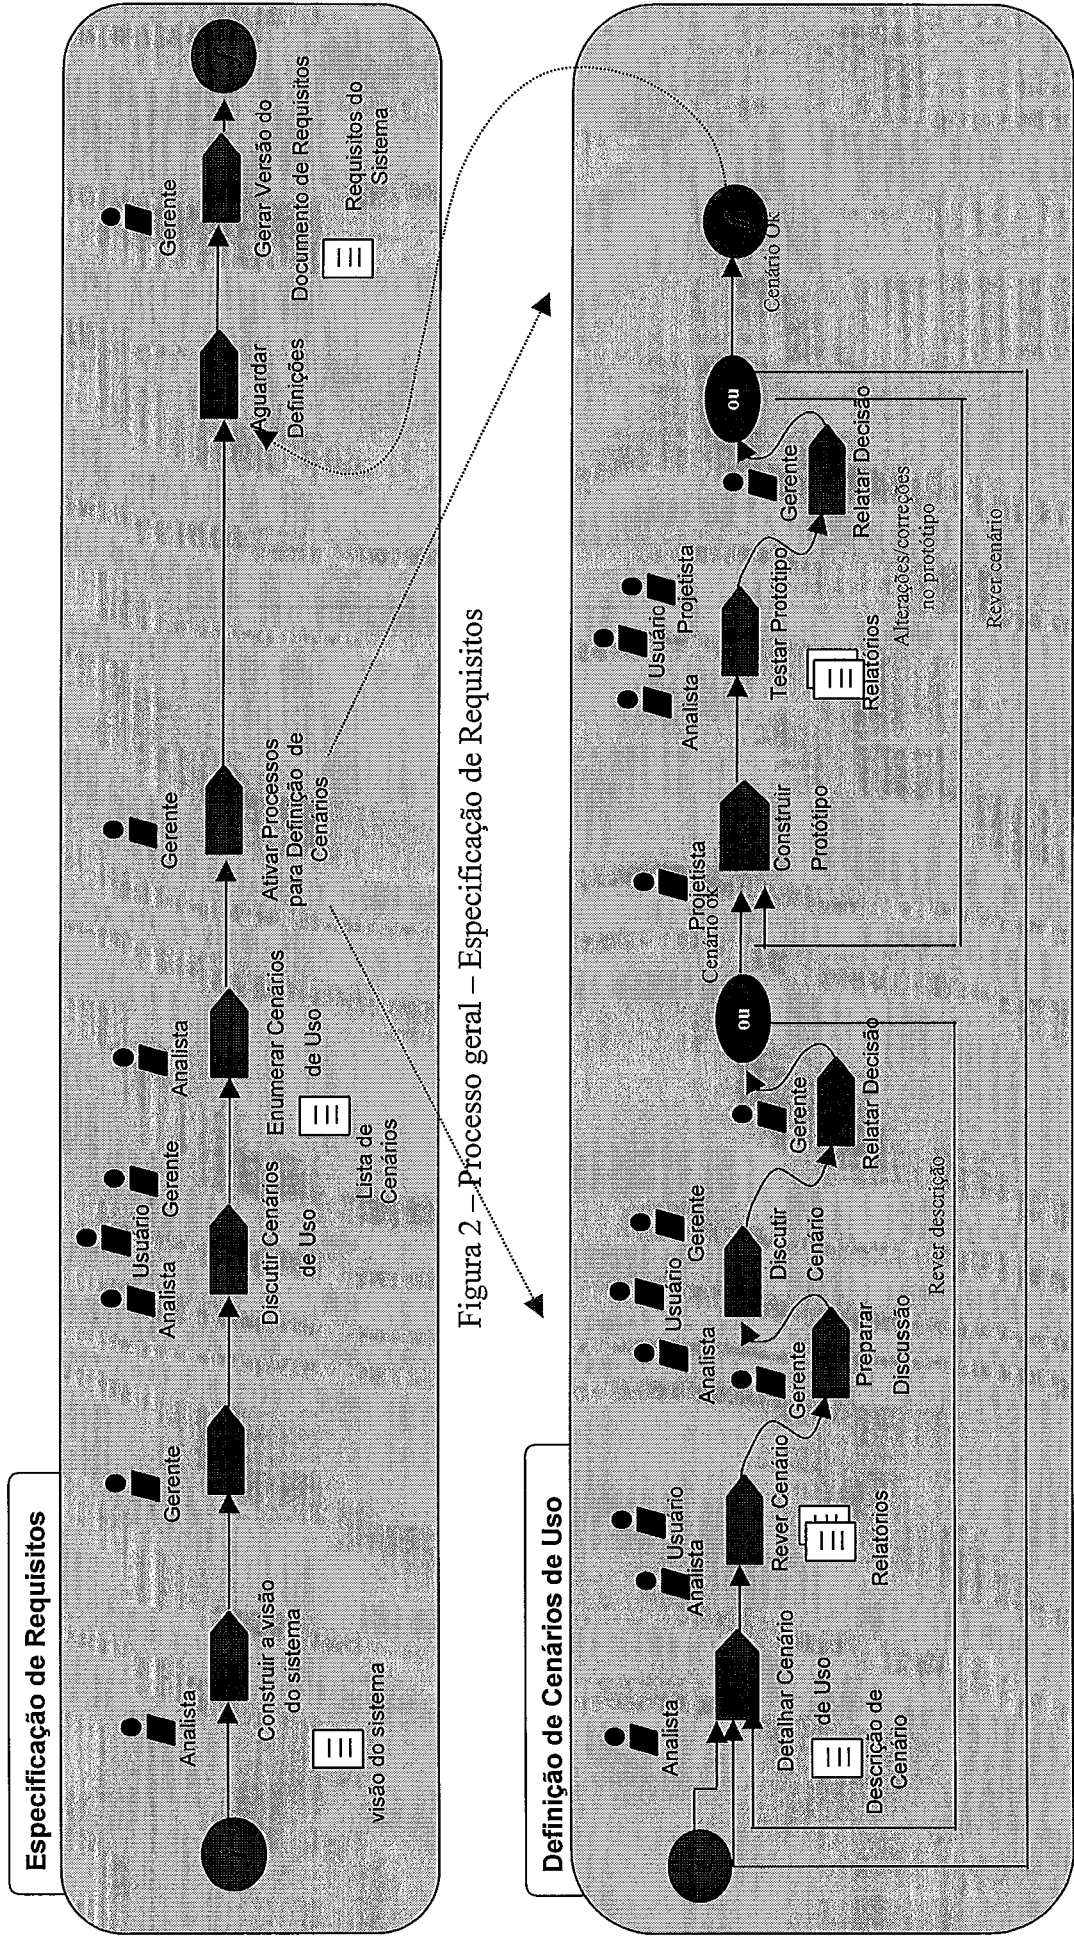 Especificação de Requisitos
Analista
Construir a visão
do sistema
visão do sistema
Gerente
Analista
Usuário
Gerente
Discutir Cenários
de Uso
Analista
Enumerar Cenários
de Uso
Lista de
Cenários
Gerente
Ativar Processos
para Definição de
Cenários
Aguardar
Definições
Gerente
Gerar Versão do
Documento de Requisitos
Requisitos do
Sistema
Figura 2 – Processo geral – Especificação de Requisitos
Definição de Cenários de Uso
Analista
Detalhar Cenário
de Uso
Descrição de
Cenário
Analista
Usuário
Rever Cenário
Relatórios
Gerente
Preparar
Discussão
Analista
Usuário
Gerente
Discutir
Cenário
Gerente
Relatar Decisão
ou
Rever descrição
Cenário ok
Projetista
Construir
Protótipo
Analista
Usuário
Projetista
Testar Protótipo
Relatórios
Gerente
Relatar Decisão
ou
Alterações/correções
no protótipo
Rever cenário
Cenário Ok